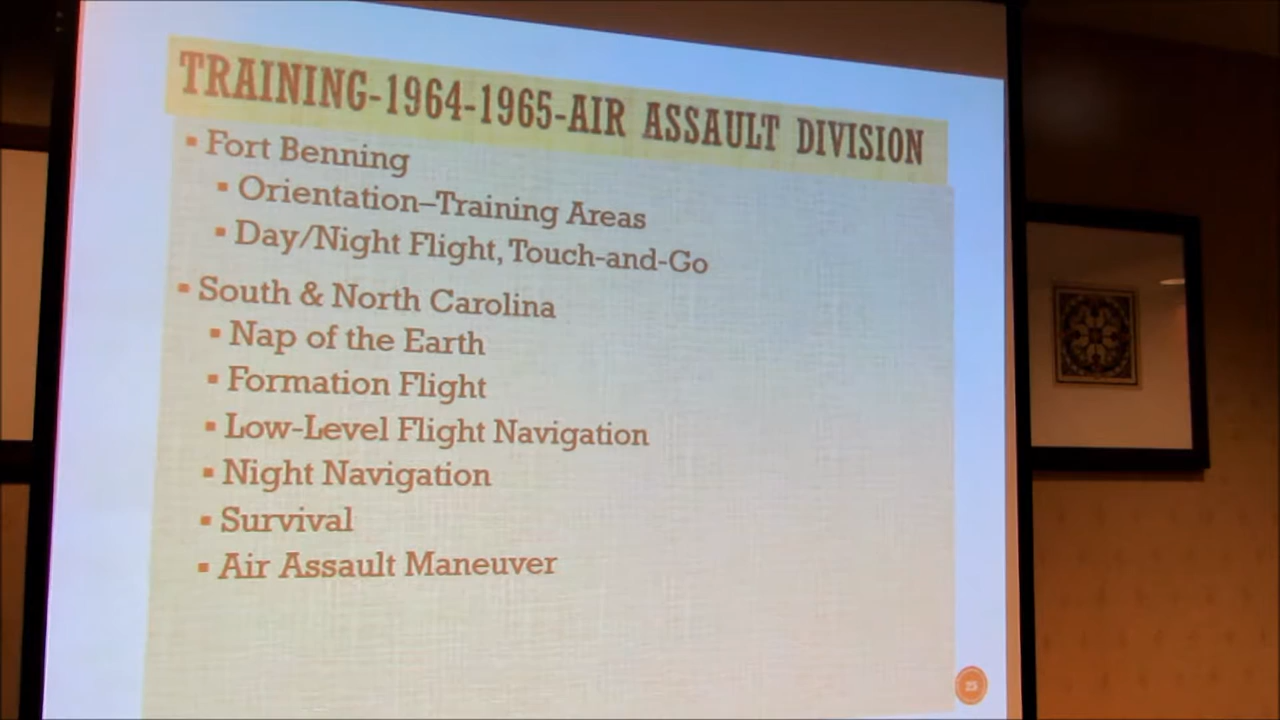 TRAINING-1964-1965-AIR ASSAULT DIVISION
▪ Fort Benning
▪ Orientation–Training Areas
▪ Day/Night Flight, Touch-and-Go
▪ South & North Carolina
▪ Nap of the Earth
▪ Formation Flight
▪ Low-Level Flight Navigation
▪ Night Navigation
▪ Survival
▪ Air Assault Maneuver
25